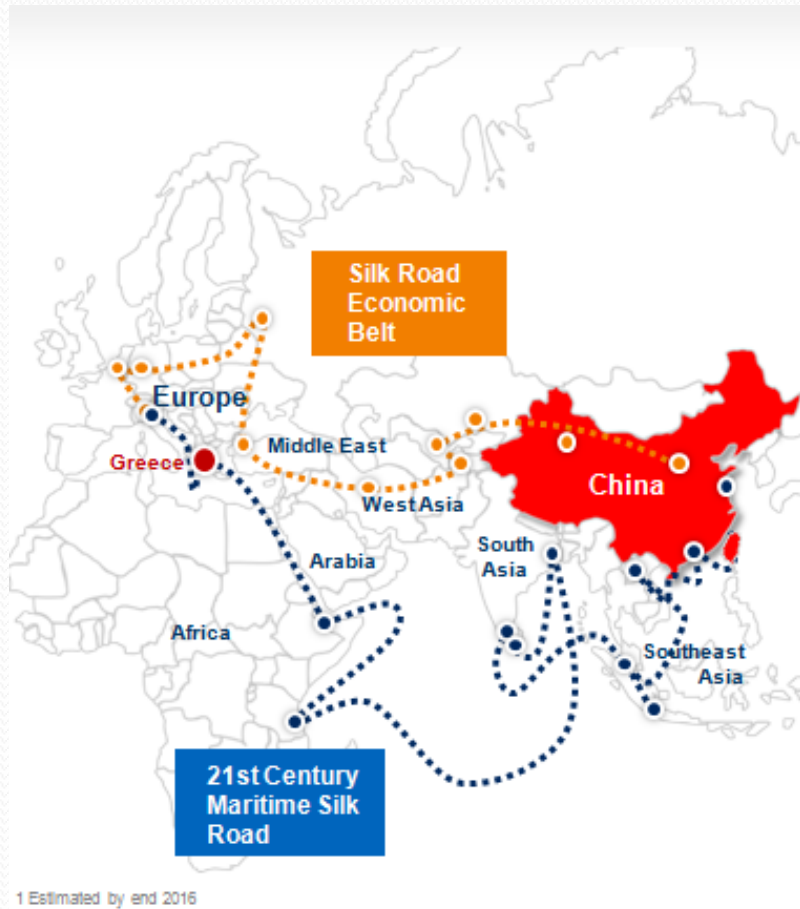 Silk Road
Economic
Belt
Europe
Greece
Middle East
West Asia
China
South
Asia
Arabia
Africa
Southeast
Asia
21st Century
Maritime Silk
Road
1 Estimated by end 2016